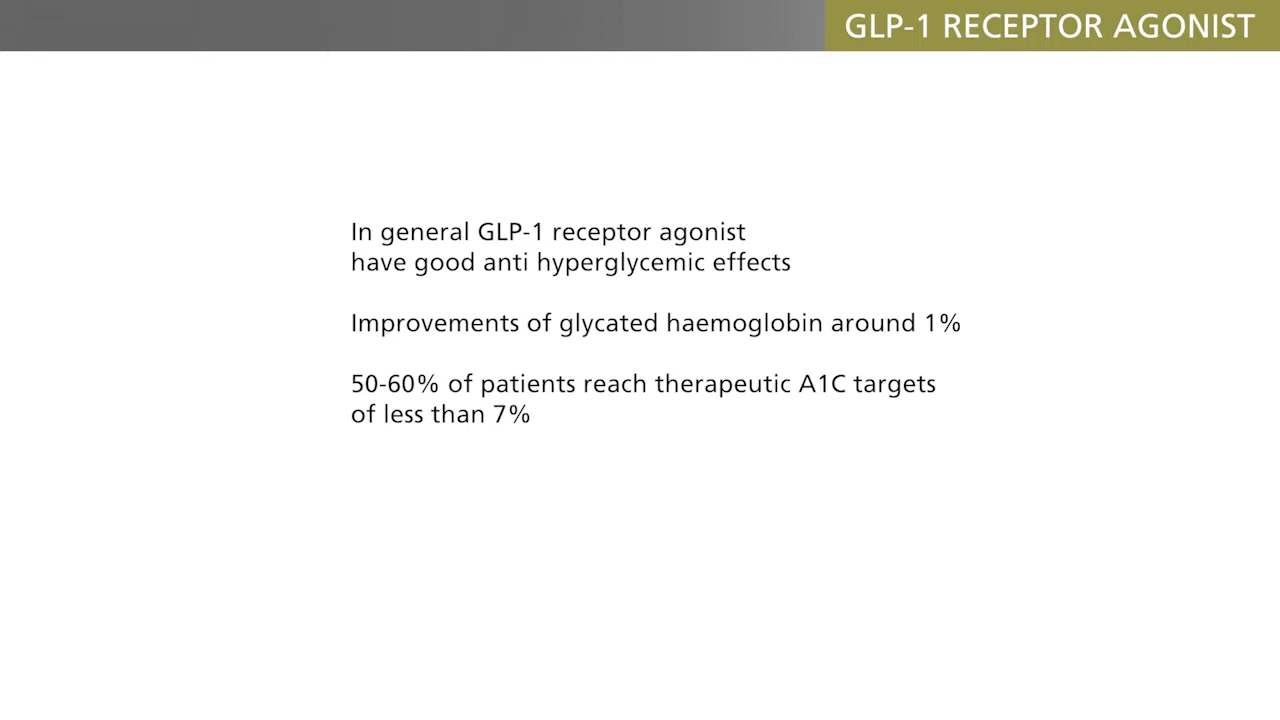 GLP-1 RECEPTOR AGONIST
In general GLP-1 receptor agonist
have good anti hyperglycemic effects
Improvements of glycated haemoglobin around 1%
50-60% of patients reach therapeutic A1C targets
of less than 7%